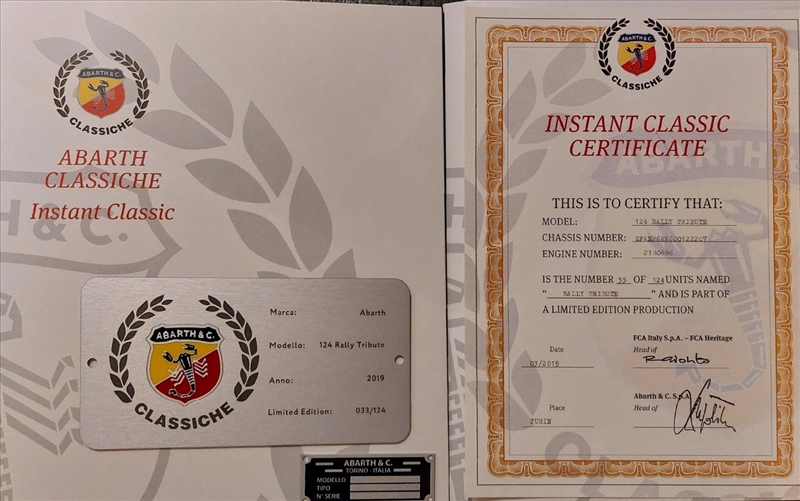 ABARTH & C.
CLASSICHE
ABARTH
CLASSICHE
Instant Classic
ABARTH & C.
CLASSICHE
Marca: Abarth
Modello: 124 Rally Tribute
Anno: 2019
Limited Edition: 033/124
ABARTH & C.
TORINO - ITALIA
MODELLO
TIPO
N° SERIE
ABARTH & C.
CLASSICHE
INSTANT CLASSIC
CERTIFICATE
THIS IS TO CERTIFY THAT:
MODEL: 124 RALLY TRIBUTE
CHASSIS NUMBER:
ENGINE NUMBER: 2180686
IS THE NUMBER 33 OF 124 UNITS NAMED
" RALLY TRIBUTE " AND IS PART OF
A LIMITED EDITION PRODUCTION
FCA Italy S.p.A. – FCA Heritage
Date Head of
03/2019
Abarth & C. S.p.A.
Place Head of
TURIN